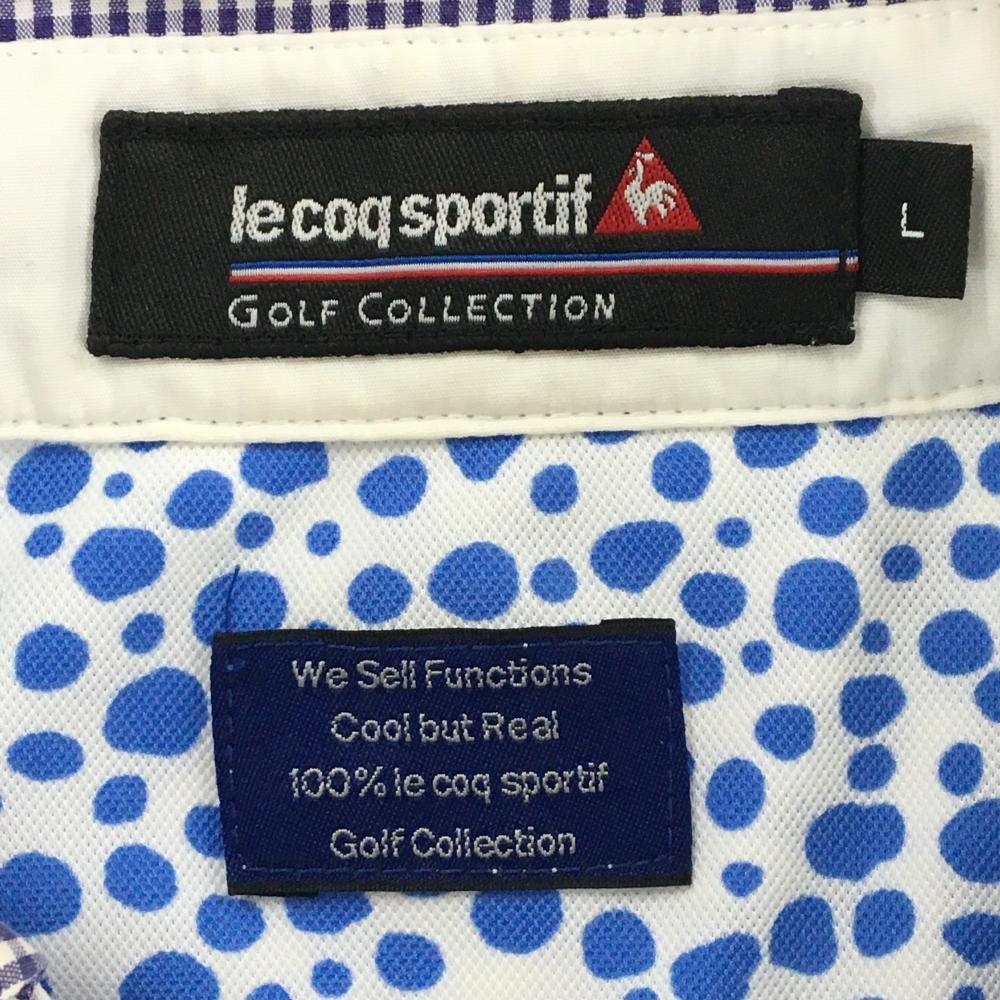 le coq sportif
GOLF COLLECTION
L
We Sell Functions
Cool but Real
100% le coq sportif
Golf Collection